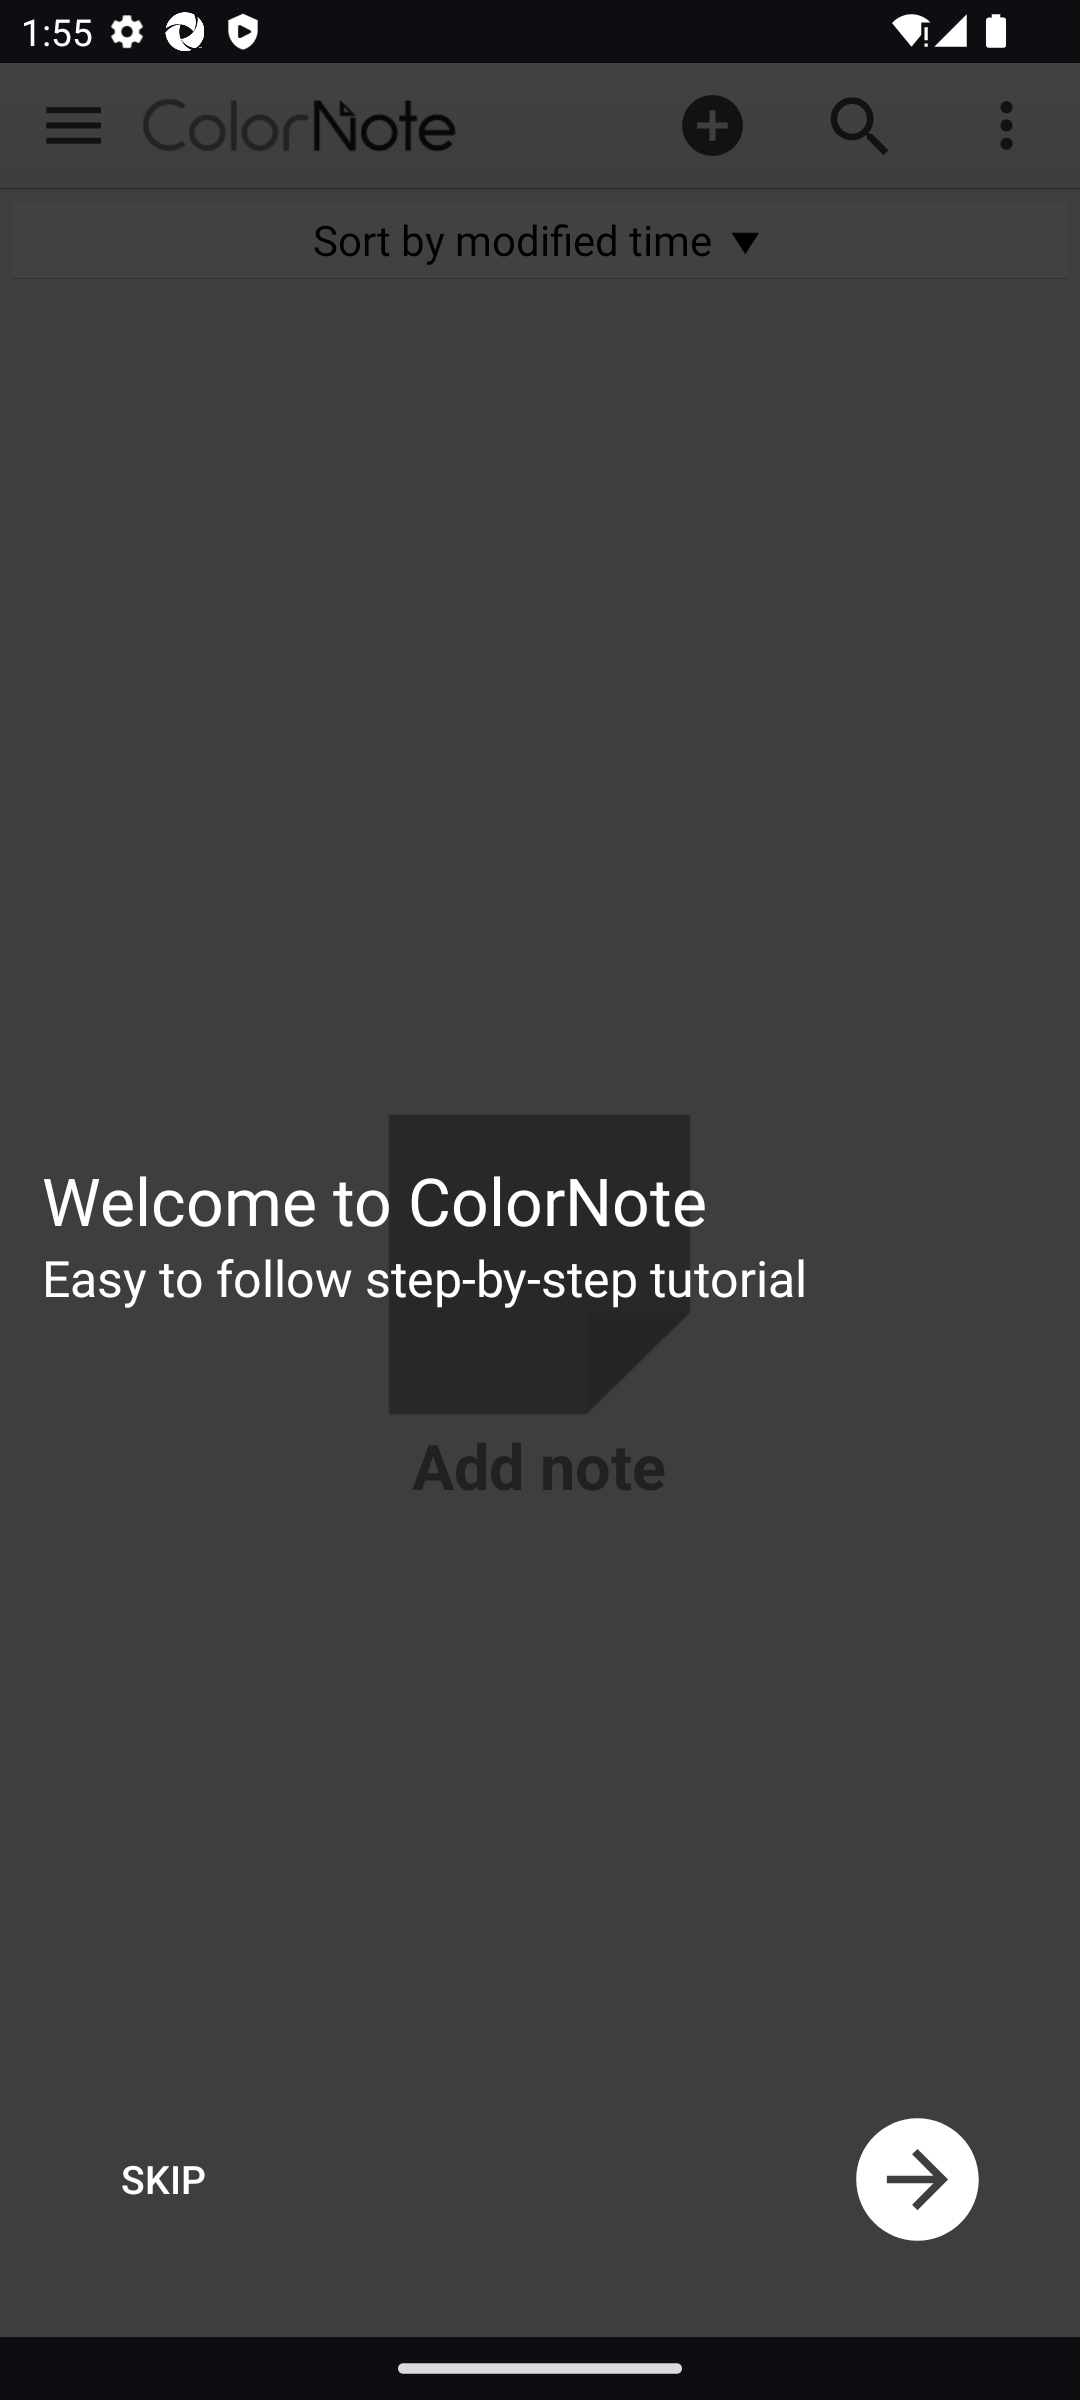 1:55
ColorNote
Sort by modified time
Welcome to ColorNote
Easy to follow step-by-step tutorial
Add note
SKIP